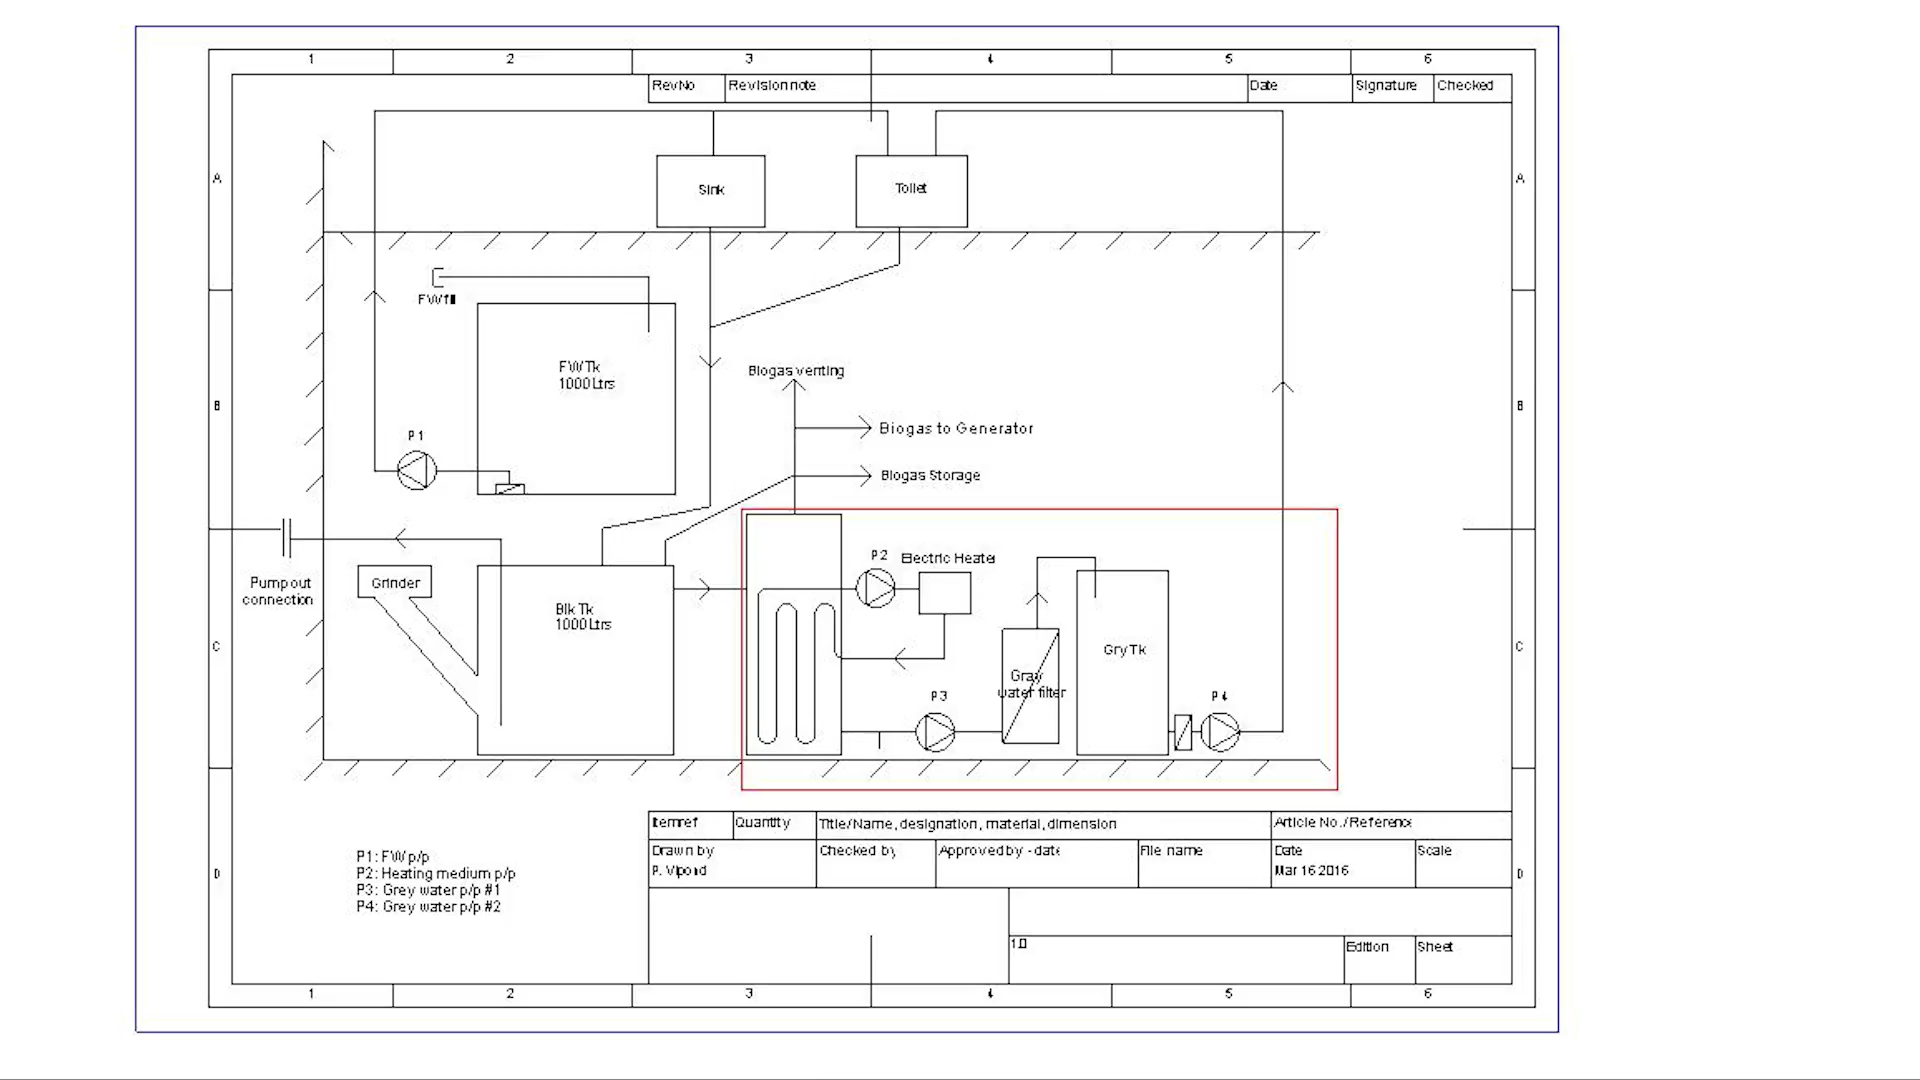 1 2 3 4 5 6
Rev No Revision note Date Signature Checked
A A
Sink Toilet
FW fill
FW Tk
1000 Ltrs
Biogas venting
B B
Biogas to Generator
P1
Biogas Storage
P2 Electric Heater
Pump out
connection
Grinder
Blk Tk
1000 Ltrs
C C
Gry Tk
Gray
water filter
P3 P4
Itemref Quantity Title/Name, designation, material, dimension Article No./Reference
Drawn by Checked by Approved by - date File name Date Scale
P. Vipond Mar 16 2016
P1: FW p/p
P2: Heating medium p/p
P3: Grey water p/p #1
P4: Grey water p/p #2
D D
1.0 Edition Sheet
1 2 3 4 5 6